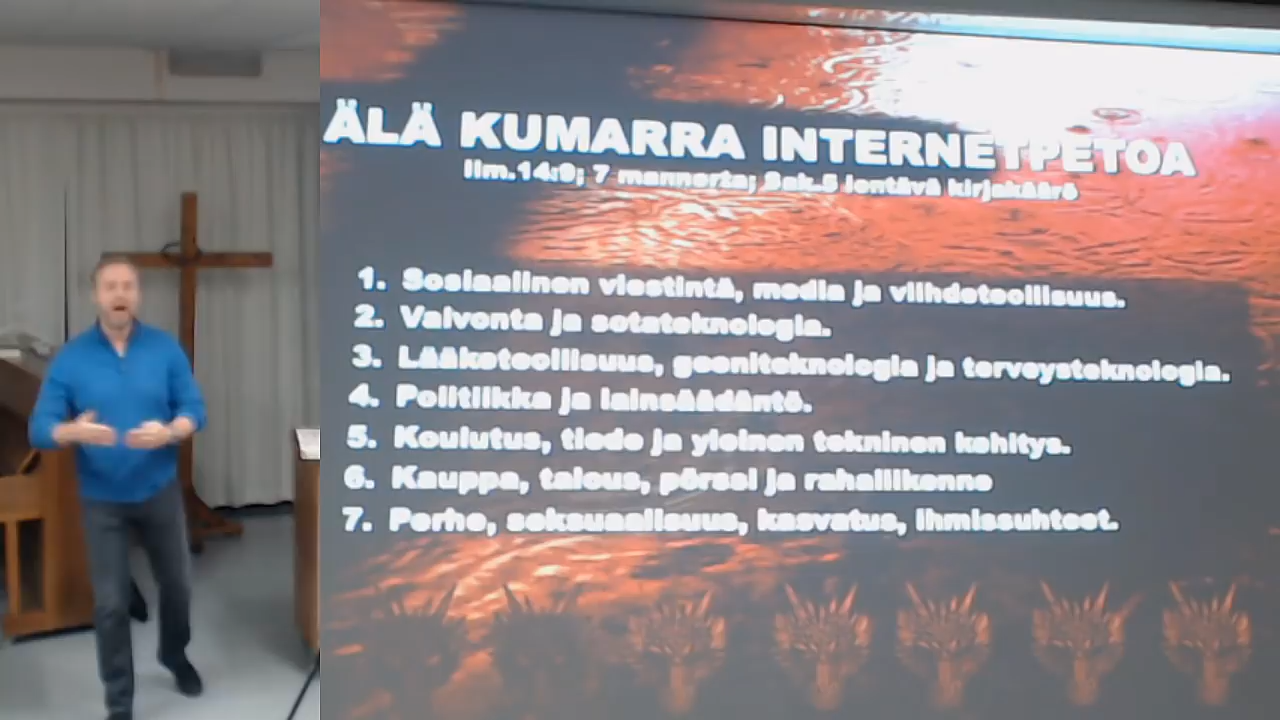 ÄLÄ KUMARRA INTERNETPETOA
Ilm.14:9; 7 mannerta; Sak.5 lentävä kirjakäärö
1. Sosiaalinen viestintä, media ja viihdeteollisuus.
2. Valvonta ja sotateknologia.
3. Lääketeollisuus, geeniteknologia ja terveysteknologia.
4. Politiikka ja lainsäädäntö.
5. Koulutus, tiede ja yleinen tekninen kehitys.
6. Kauppa, talous, pörssi ja rahaliikenne
7. Perhe, seksuaalisuus, kasvatus, ihmissuhteet.